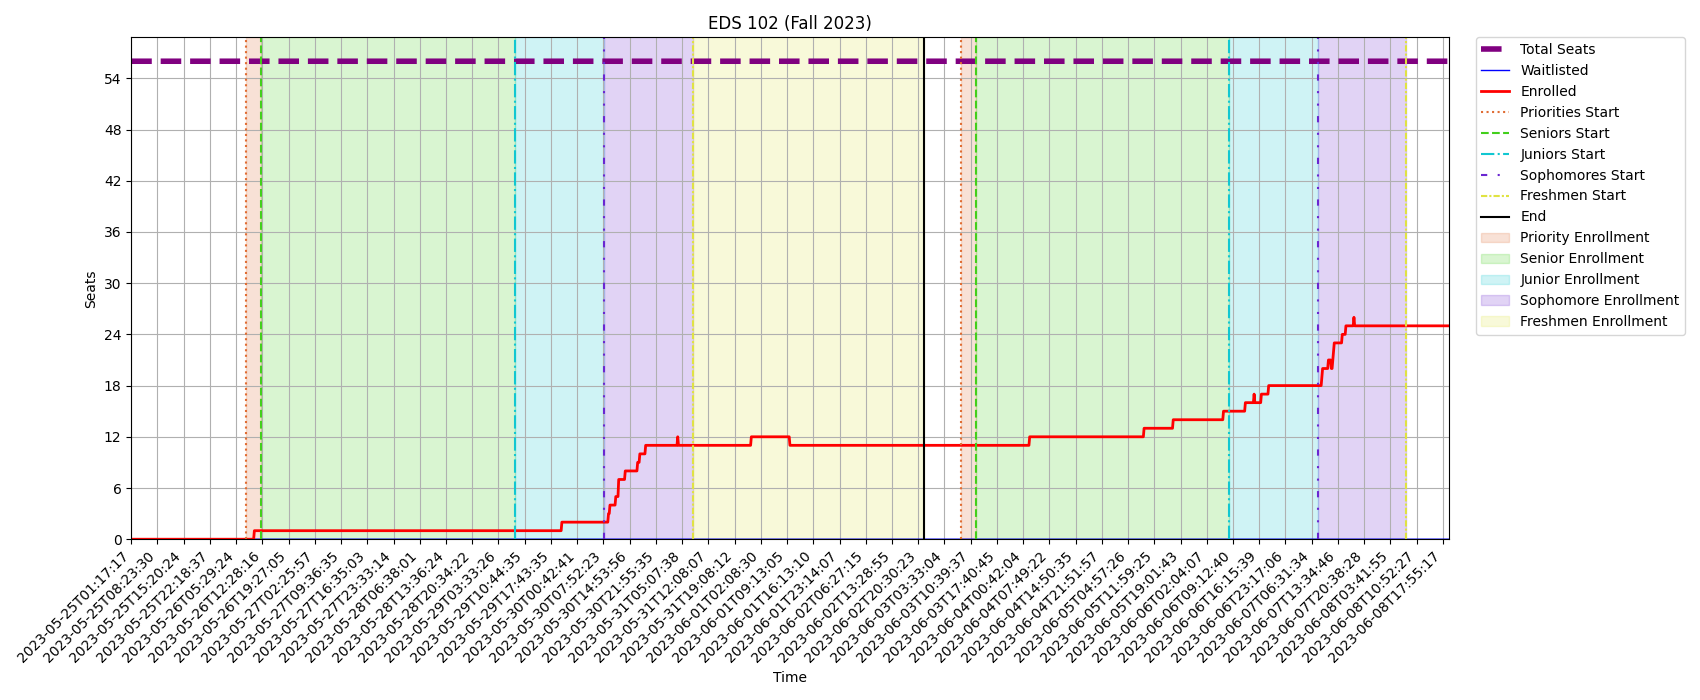 EDS 102 (Fall 2023)
Seats
54
48
42
36
30
24
18
12
6
0
2023-05-25T01:17:17
2023-05-25T08:23:30
2023-05-25T15:20:24
2023-05-25T22:18:37
2023-05-26T05:29:24
2023-05-26T12:28:16
2023-05-26T19:27:05
2023-05-27T02:25:57
2023-05-27T09:36:35
2023-05-27T16:35:03
2023-05-27T23:33:14
2023-05-28T06:38:01
2023-05-28T13:36:24
2023-05-28T20:34:22
2023-05-29T03:33:26
2023-05-29T10:44:35
2023-05-29T17:43:35
2023-05-30T00:42:41
2023-05-30T07:52:23
2023-05-30T14:53:56
2023-05-30T21:55:35
2023-05-31T05:07:38
2023-05-31T12:08:07
2023-05-31T19:08:12
2023-06-01T02:08:30
2023-06-01T09:13:05
2023-06-01T16:13:10
2023-06-01T23:14:07
2023-06-02T06:27:15
2023-06-02T13:28:55
2023-06-02T20:30:23
2023-06-03T03:33:04
2023-06-03T10:39:37
2023-06-03T17:40:45
2023-06-04T00:42:04
2023-06-04T07:49:22
2023-06-04T14:50:35
2023-06-04T21:51:57
2023-06-05T04:57:26
2023-06-05T11:59:25
2023-06-05T19:01:43
2023-06-06T02:04:07
2023-06-06T09:12:40
2023-06-06T16:15:39
2023-06-06T23:17:06
2023-06-07T06:31:34
2023-06-07T13:34:46
2023-06-07T20:38:28
2023-06-08T03:41:55
2023-06-08T10:52:27
2023-06-08T17:55:17
Time
Total Seats
Waitlisted
Enrolled
Priorities Start
Seniors Start
Juniors Start
Sophomores Start
Freshmen Start
End
Priority Enrollment
Senior Enrollment
Junior Enrollment
Sophomore Enrollment
Freshmen Enrollment